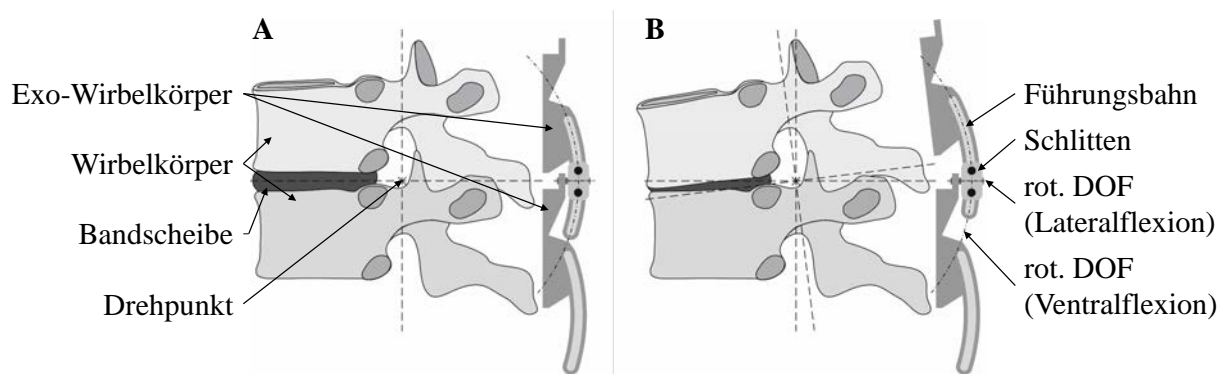 A
B
Exo-Wirbelkörper
Wirbelkörper
Bandscheibe
Drehpunkt
Führungsbahn
Schlitten
rot. DOF
(Lateralflexion)
rot. DOF
(Ventralflexion)